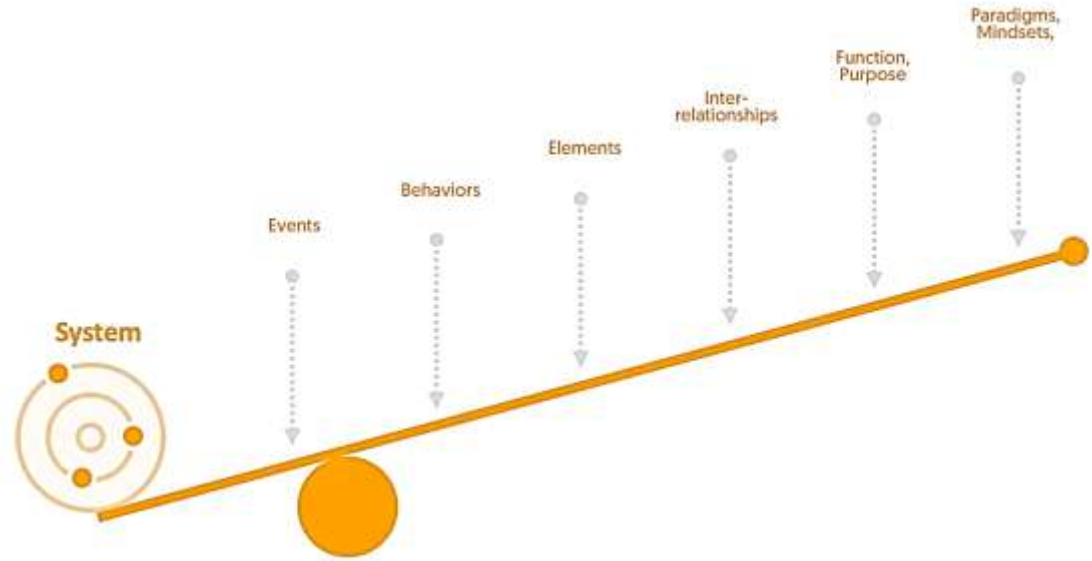 System
Events
Behaviors
Elements
Inter-
relationships
Function,
Purpose
Paradigms,
Mindsets,